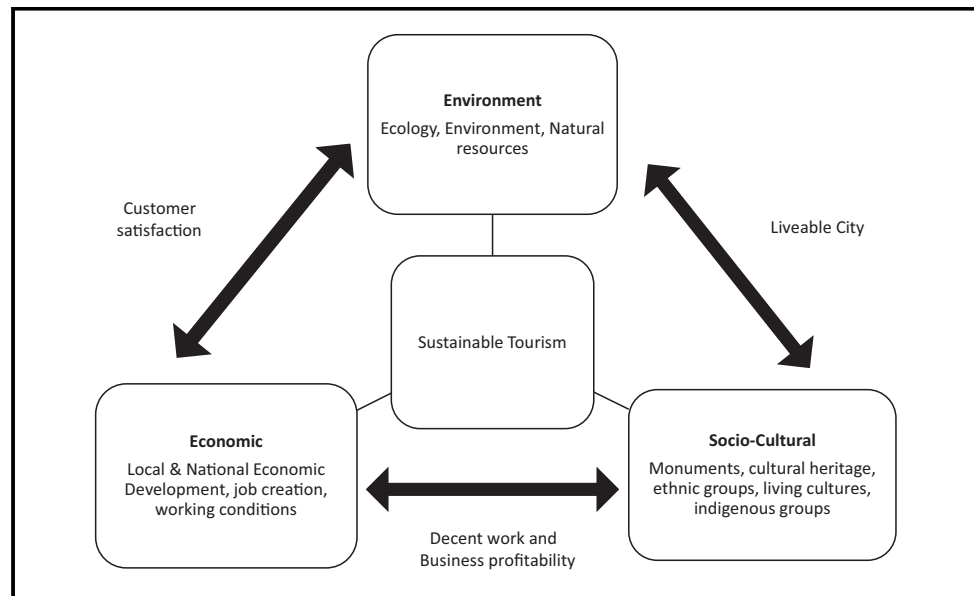 Environment
Ecology, Environment, Natural
resources
Customer
satisfaction
Liveable City
Sustainable Tourism
Economic
Local & National Economic
Development, job creation,
working conditions
Socio-Cultural
Monuments, cultural heritage,
ethnic groups, living cultures,
indigenous groups
Decent work and
Business profitability